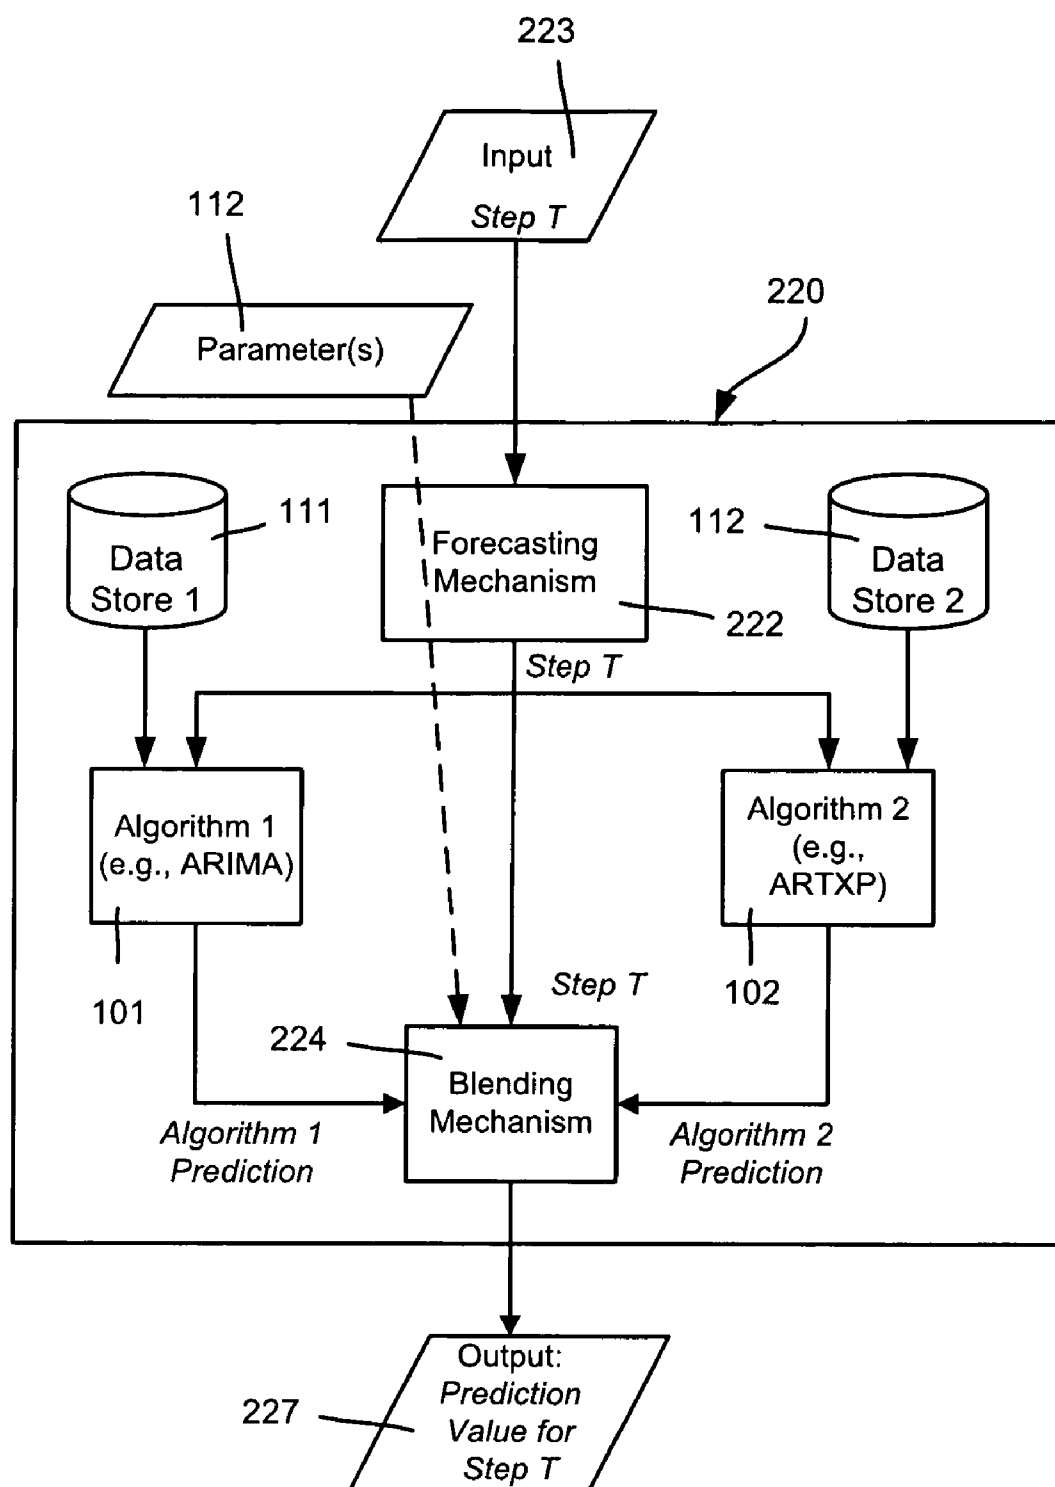 223
Input
Step T
112
Parameter(s)
220
Data
Store 1
111
Forecasting
Mechanism
222
112
Data
Store 2
Step T
Algorithm 1
(e.g., ARIMA)
101
Algorithm 2
(e.g.,
ARTXP)
102
Step T
224
Blending
Mechanism
Algorithm 1
Prediction
Algorithm 2
Prediction
Output:
Prediction
Value for
Step T
227